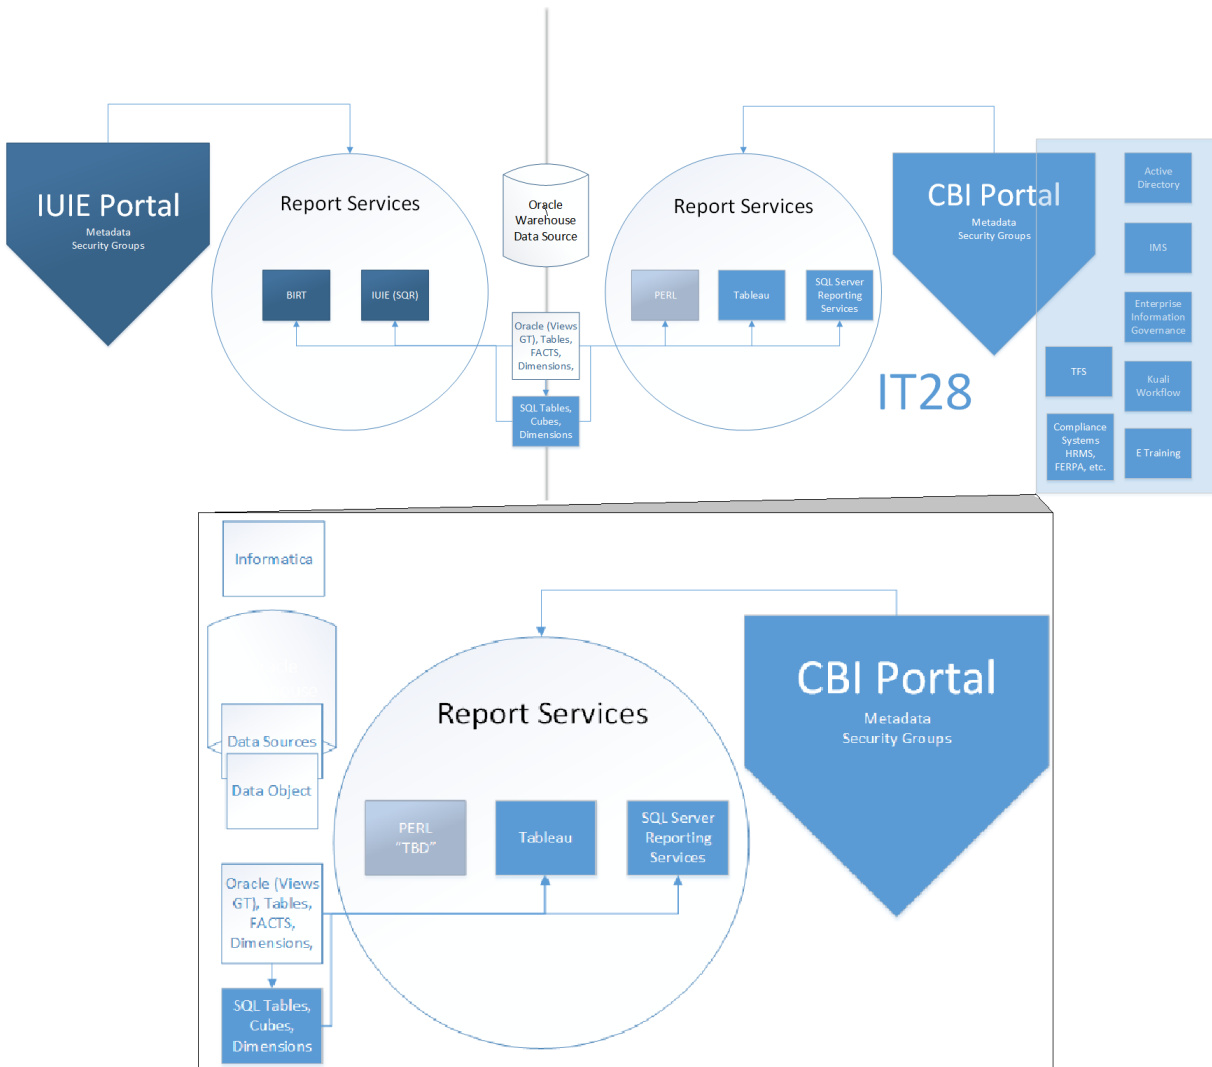 IUIE Portal
Metadata
Security Groups
Report Services
BIRT
IUIE (SQR)
Oracle
Warehouse
Data Source
Oracle (Views
GT), Tables,
FACTS,
Dimensions,
SQL Tables,
Cubes,
Dimensions
Report Services
PERL
Tableau
SQL Server
Reporting
Services
CBI Portal
Metadata
Security Groups
IT28
Active
Directory
IMS
Enterprise
Information
Governance
TFS
Kuali
Workflow
Compliance
Systems
HRMS,
FERPA, etc.
E Training
Informatica
Data Sources
Data Object
Oracle (Views
GT), Tables,
FACTS,
Dimensions,
SQL Tables,
Cubes,
Dimensions
Report Services
PERL
"TBD"
Tableau
SQL Server
Reporting
Services
CBI Portal
Metadata
Security Groups